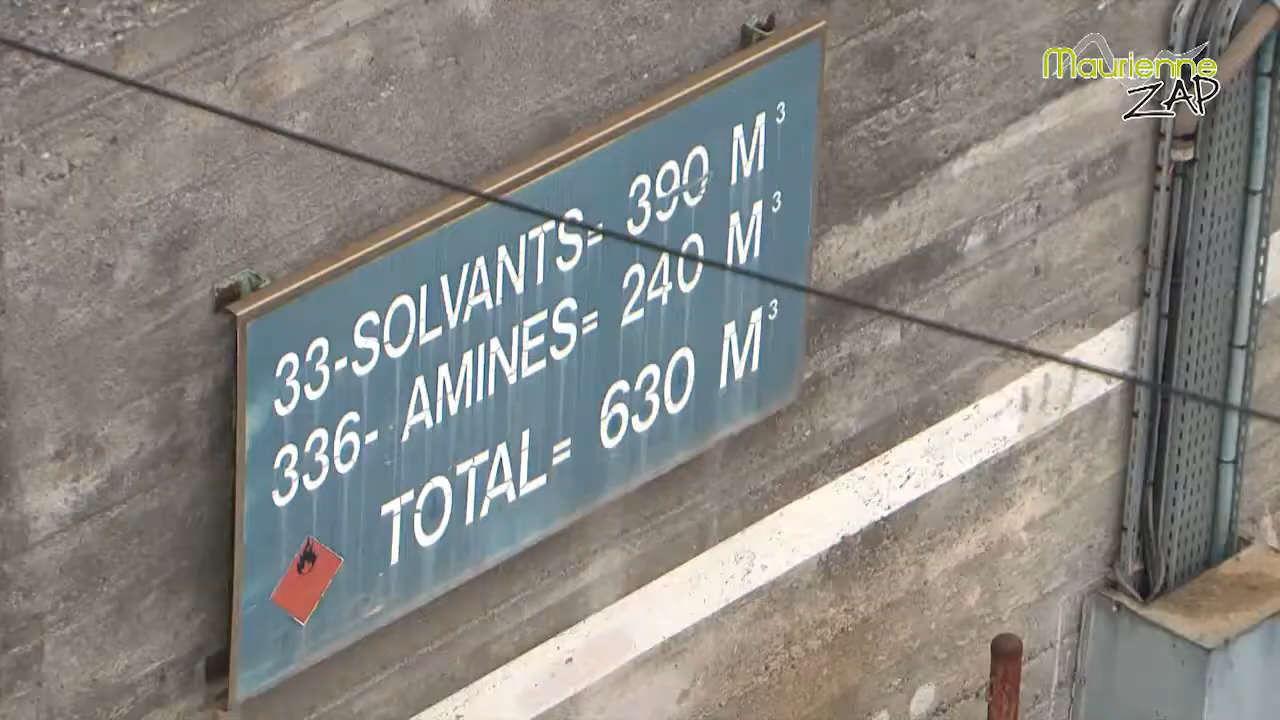 Maurienne
ZAP
33-SOLVANTS= 390 M³
336- AMINES= 240 M³
TOTAL= 630 M³